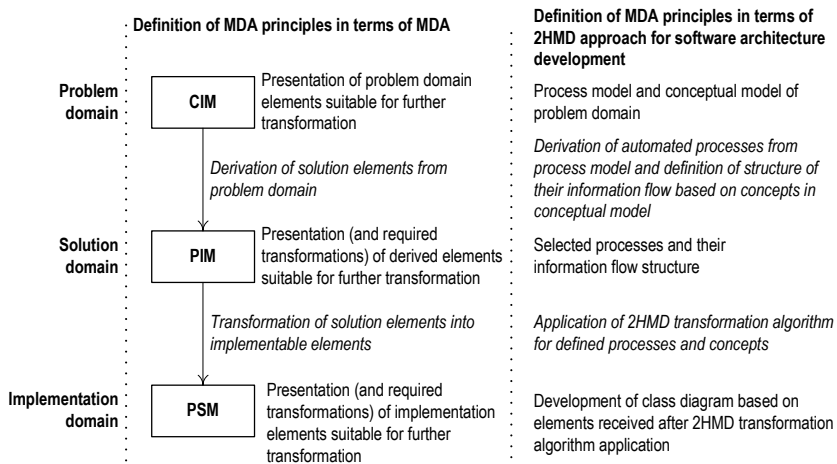 Definition of MDA principles in terms of MDA
Definition of MDA principles in terms of
2HMD approach for software architecture
development
Problem
domain
CIM
Presentation of problem domain
elements suitable for further
transformation
Process model and conceptual model of
problem domain
Derivation of solution elements from
problem domain
Derivation of automated processes from
process model and definition of structure of
their information flow based on concepts in
conceptual model
Solution
domain
PIM
Presentation (and required
transformations) of derived elements
suitable for further transformation
Selected processes and their
information flow structure
Transformation of solution elements into
implementable elements
Application of 2HMD transformation algorithm
for defined processes and concepts
Implementation
domain
PSM
Presentation (and required
transformations) of implementation
elements suitable for further
transformation
Development of class diagram based on
elements received after 2HMD transformation
algorithm application